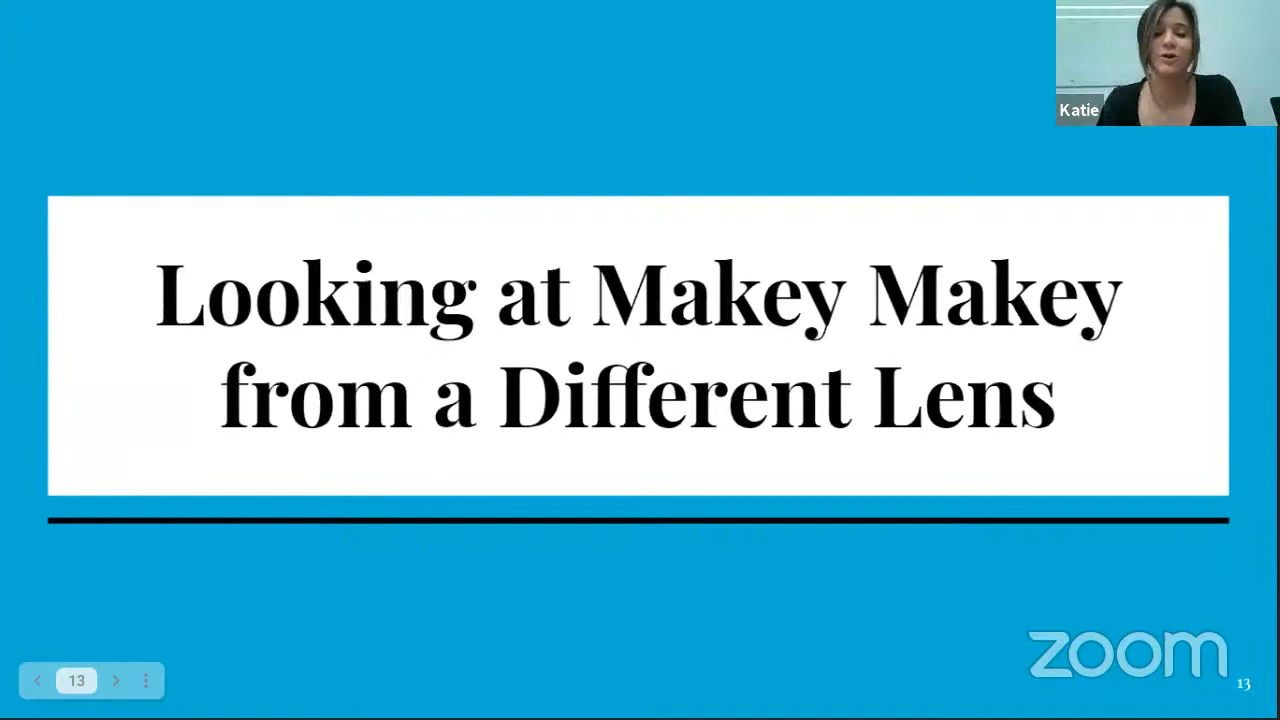 Katie
Looking at Makey Makey
from a Different Lens
zoom
13
13